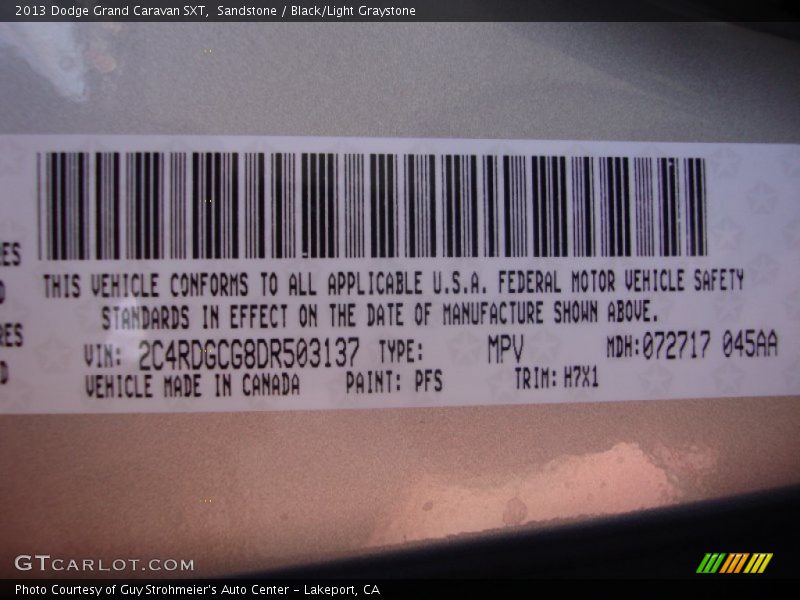 2013 Dodge Grand Caravan SXT,  Sandstone / Black/Light Graystone
THIS VEHICLE CONFORMS TO ALL APPLICABLE U.S.A. FEDERAL MOTOR VEHICLE SAFETY
STANDARDS IN EFFECT ON THE DATE OF MANUFACTURE SHOWN ABOVE.
VIN: 2C4RDGCG8DR503137 TYPE: MPV MDH:072717 045AA
VEHICLE MADE IN CANADA PAINT: PFS TRIM: H7X1
GTCARLOT.COM
Photo Courtesy of Guy Strohmeier's Auto Center - Lakeport, CA